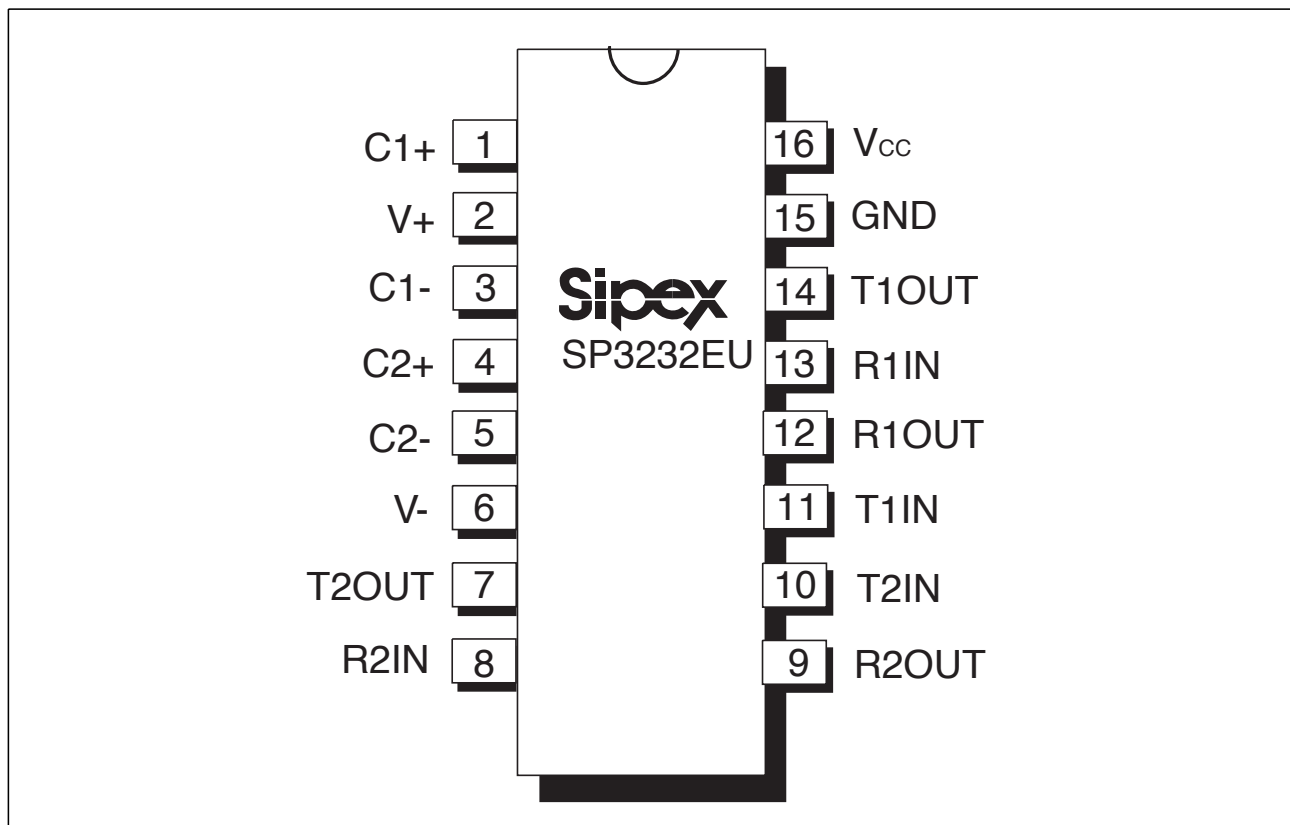 C1+ 1
V+ 2
C1- 3
C2+ 4
C2- 5
V- 6
T2OUT 7
R2IN 8
Sipex
SP3232EU
16 VCC
15 GND
14 T1OUT
13 R1IN
12 R1OUT
11 T1IN
10 T2IN
9 R2OUT